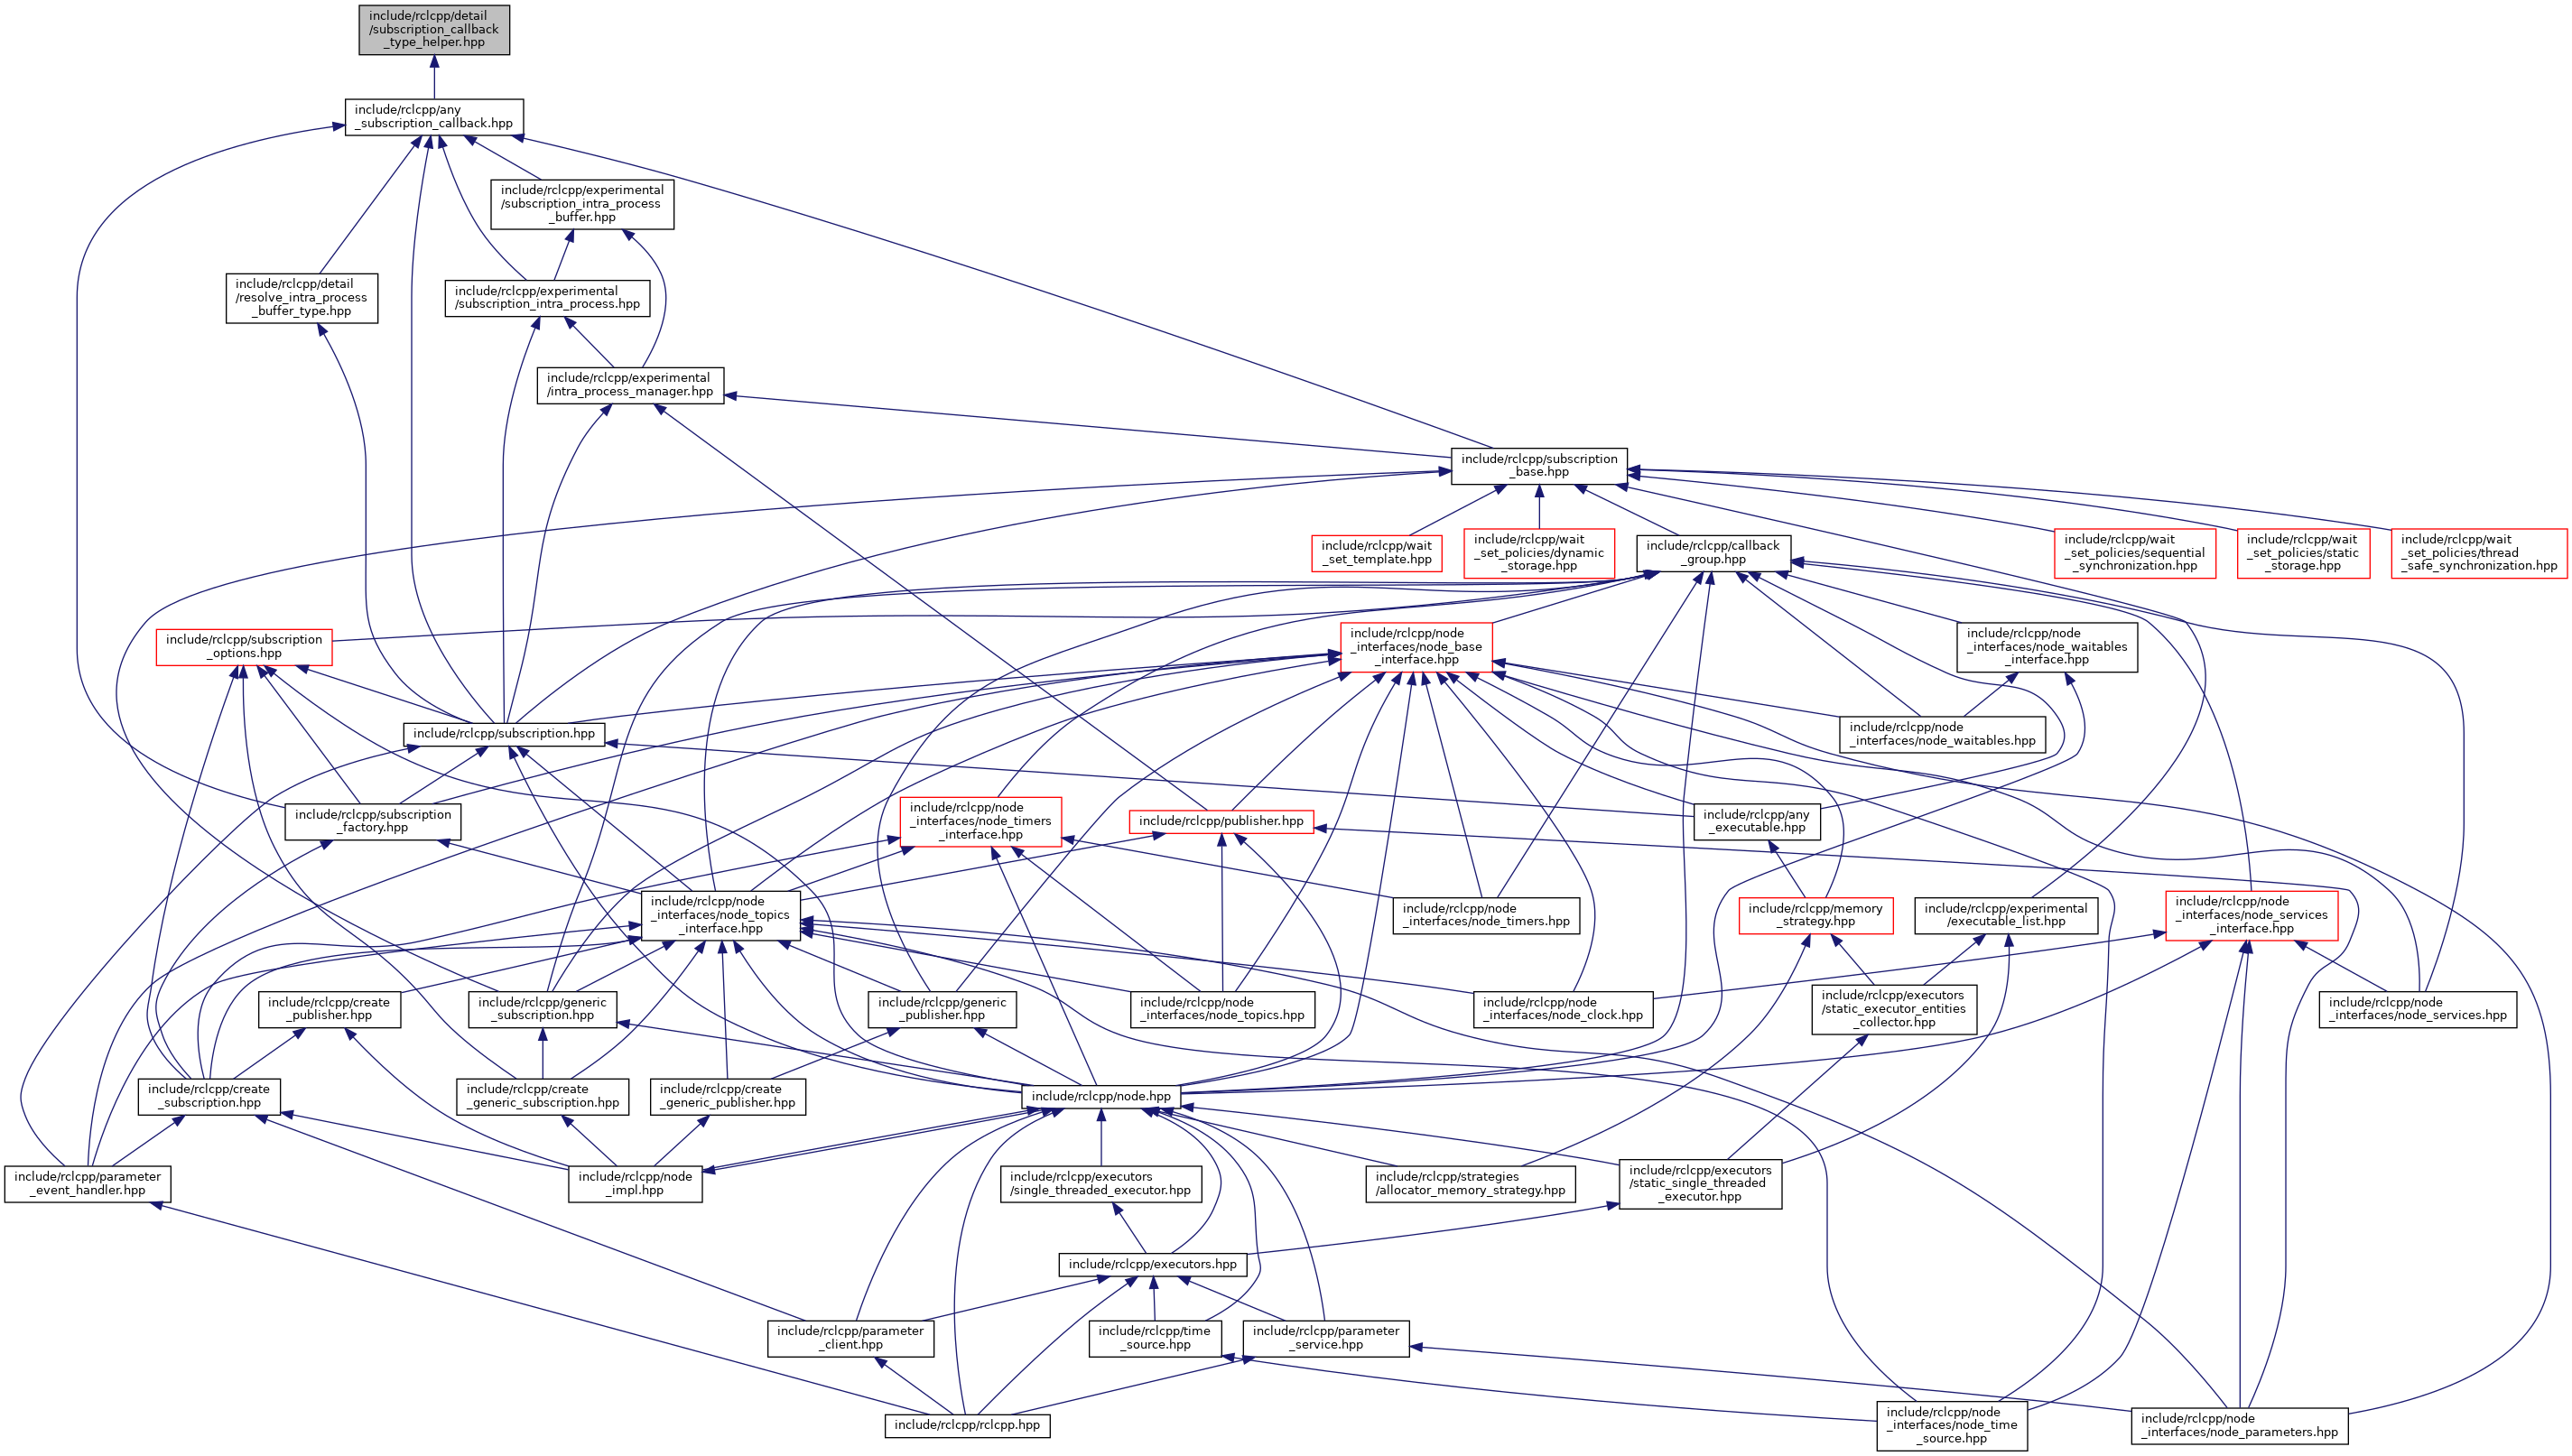 include/rclcpp/detail
/subscription_callback
_type_helper.hpp
include/rclcpp/any
_subscription_callback.hpp
include/rclcpp/experimental
/subscription_intra_process
_buffer.hpp
include/rclcpp/detail
/resolve_intra_process
_buffer_type.hpp
include/rclcpp/experimental
/subscription_intra_process.hpp
include/rclcpp/experimental
/intra_process_manager.hpp
include/rclcpp/subscription
_base.hpp
include/rclcpp/wait
_set_template.hpp
include/rclcpp/wait
_set_policies/dynamic
_storage.hpp
include/rclcpp/callback
_group.hpp
include/rclcpp/wait
_set_policies/sequential
_synchronization.hpp
include/rclcpp/wait
_set_policies/static
_storage.hpp
include/rclcpp/wait
_set_policies/thread
_safe_synchronization.hpp
include/rclcpp/subscription
_options.hpp
include/rclcpp/node
_interfaces/node_base
_interface.hpp
include/rclcpp/node
_interfaces/node_waitables
_interface.hpp
include/rclcpp/subscription.hpp
include/rclcpp/node
_interfaces/node_waitables.hpp
include/rclcpp/subscription
_factory.hpp
include/rclcpp/node
_interfaces/node_timers
_interface.hpp
include/rclcpp/publisher.hpp
include/rclcpp/any
_executable.hpp
include/rclcpp/node
_interfaces/node_topics
_interface.hpp
include/rclcpp/node
_interfaces/node_timers.hpp
include/rclcpp/memory
_strategy.hpp
include/rclcpp/experimental
/executable_list.hpp
include/rclcpp/node
_interfaces/node_services
_interface.hpp
include/rclcpp/create
_publisher.hpp
include/rclcpp/generic
_subscription.hpp
include/rclcpp/generic
_publisher.hpp
include/rclcpp/node
_interfaces/node_topics.hpp
include/rclcpp/node
_interfaces/node_clock.hpp
include/rclcpp/executors
/static_executor_entities
_collector.hpp
include/rclcpp/node
_interfaces/node_services.hpp
include/rclcpp/create
_subscription.hpp
include/rclcpp/create
_generic_subscription.hpp
include/rclcpp/create
_generic_publisher.hpp
include/rclcpp/node.hpp
include/rclcpp/parameter
_event_handler.hpp
include/rclcpp/node
_impl.hpp
include/rclcpp/executors
/single_threaded_executor.hpp
include/rclcpp/strategies
/allocator_memory_strategy.hpp
include/rclcpp/executors
/static_single_threaded
_executor.hpp
include/rclcpp/executors.hpp
include/rclcpp/parameter
_client.hpp
include/rclcpp/time
_source.hpp
include/rclcpp/parameter
_service.hpp
include/rclcpp/rclcpp.hpp
include/rclcpp/node
_interfaces/node_time
_source.hpp
include/rclcpp/node
_interfaces/node_parameters.hpp